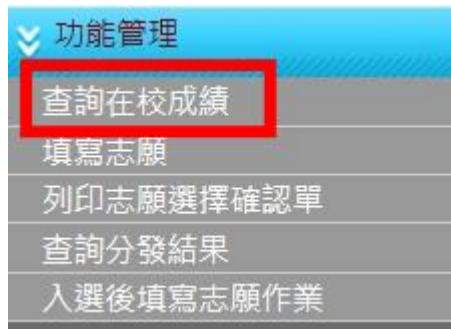 功能管理
查詢在校成績
填寫志願
列印志願選擇確認單
查詢分發結果
入選後填寫志願作業